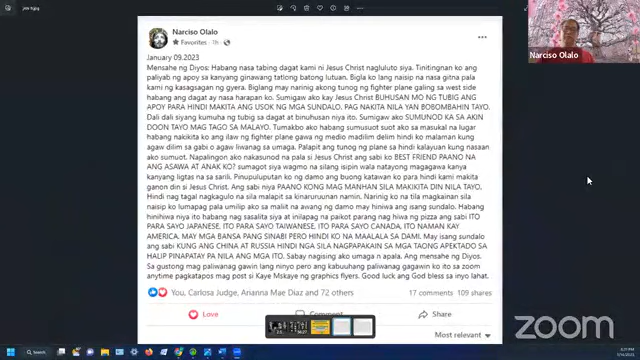 Narciso Olalo
Favorites · 1h
January 09.2023
Mensahe ng Diyos: Habang nasa tabing dagat kami ni Jesus Christ nagluluto siya. Tinitingnan ko ang
paliyab ng apoy sa kanyang ginawang tationg batong lutuan. Bigla ko lang naisip na nasa gitna pala
kami ng kasagsagan ng gyera. Biglang may narinig akong tunog ng fighter plane galing sa west side
habang ang dagat ay nasa harapan ko. Sumigaw ako kay Jesus Christ BUHUSAN MO NG TUBIG ANG
APOY PARA HINDI MAKITA ANG USOK NG MGA SUNDALO. PAG NAKITA NILA YAN BOBOMBAHIN TAYO.
Dali dali siyang kumuha ng tubig sa dagat at binuhusan niya ito. Sumigaw ako SUMUNOD KA SA AKIN
DOON TAYO MAG TAGO SA MALAYO. Tumakbo ako habang sumusuot suot ako sa masukal na lugar
habang nakikita ko ang ilaw ng fighter plane gawa ng medio madilim delim hindi ko malaman kung
agaw dilim sa gabi o agaw liwanag sa umaga. Palapit ang tunog ng plane sa hindi kalayuan kung nasaan
ako sumuot. Napalingon ako nakasunod na pala si Jesus Christ ang sabi ko BEST FRIEND PAANO NA
ANG ASAWA AT ANAK KO? sumagot siya wagmo na silang isipin wala natayong magagawa kanya
kanyang ligtas na sa sarili. Pinupuluputan ko ng damo ang buong katawan ko para hindi kami makita
ganon din si Jesus Christ. Ang sabi niya PAANO KONG MAG MANHAN SILA MAKIKITA DIN NILA TAYO.
Hindi nag tagal nagkagulo na sila malapit sa kinaruruunan namin. Narinig ko na tila magkainan sila
naisip ko lumapad pala umilip ako sa maliit na awang ng damo may hiniwa ang isang sundalo. Habang
hinihiwa niya ito habang nag sasalita siya at inilapag na paikot parang nag hiwa ng pizza ang sabi ITO
PARA SAYO JAPANESE, ITO PARA SAYO TAIWANESE, ITO PARA SAYO CANADA, ITO NAMAN KAY
AMERICA. MAY MGA BANSA PANG SINABI PERO HINDI KO NA MAALALA SA DAMI. May isang sundalo
ang sabi KUNG ANG CHINA AT RUSSIA HINDI NGA SILA NAGPAPAKAIN SA MGA TAONG APEKTADO SA
HALIP PINAPATAY PA NILA ANG MGA ITO. Sabay nagising ako umaga n apala. Ang mensahe ng Diyos.
Sa gustong mag paliwanag gawin lang ninyo pero ang kabuuhang paliwanag gagawin ko ito sa zoom
anytime pagkatapos mag post si Kaye Mskaye ng graphics flyers. Good luck ang God bless sa inyo lahat.
You, Carlosa Judge, Arianna Mae Diaz and 72 others
17 comments 109 shares
Love
Comment
Share
Most relevant
Narciso Olalo
zoom